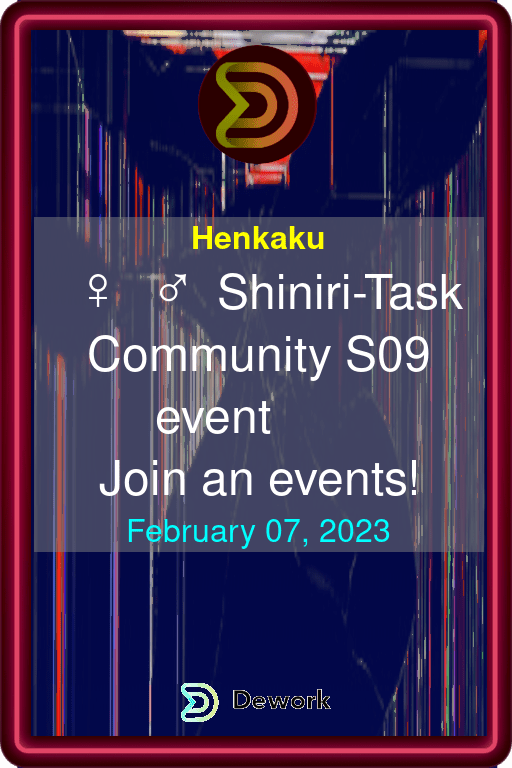 Henkaku
♀ ♂ Shiniri-Task
Community S09
event
Join an events!
February 07, 2023
Dework